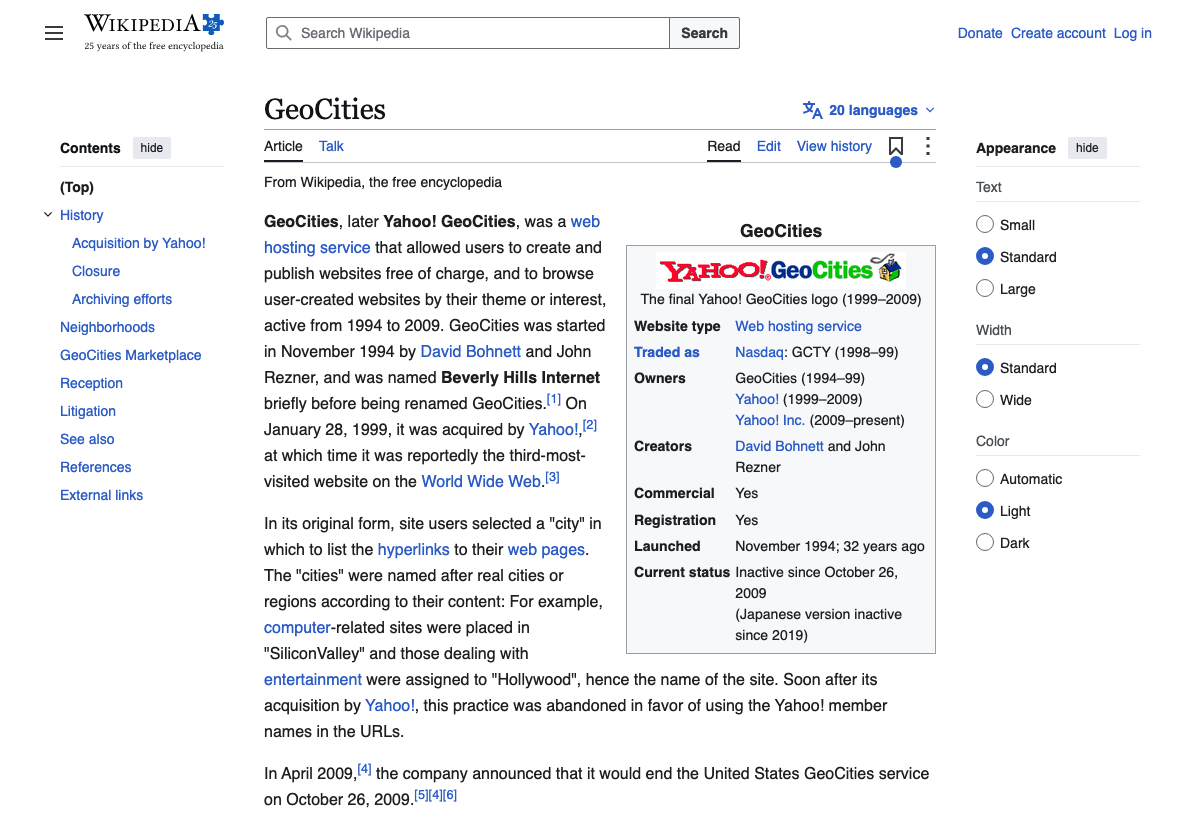 WIKIPEDIA 25
25 years of the free encyclopedia
Search Wikipedia
Search
Donate Create account Log in
Contents hide
(Top)
History
Acquisition by Yahoo!
Closure
Archiving efforts
Neighborhoods
GeoCities Marketplace
Reception
Litigation
See also
References
External links
GeoCities
20 languages
Article Talk
Read Edit View history
From Wikipedia, the free encyclopedia
GeoCities, later Yahoo! GeoCities, was a web
hosting service that allowed users to create and
publish websites free of charge, and to browse
user-created websites by their theme or interest,
active from 1994 to 2009. GeoCities was started
in November 1994 by David Bohnett and John
Rezner, and was named Beverly Hills Internet
briefly before being renamed GeoCities.[1] On
January 28, 1999, it was acquired by Yahoo!,[2]
at which time it was reportedly the third-most-
visited website on the World Wide Web.[3]
In its original form, site users selected a "city" in
which to list the hyperlinks to their web pages.
The "cities" were named after real cities or
regions according to their content: For example,
computer-related sites were placed in
"SiliconValley" and those dealing with
entertainment were assigned to "Hollywood", hence the name of the site. Soon after its
acquisition by Yahoo!, this practice was abandoned in favor of using the Yahoo! member
names in the URLs.
In April 2009,[4] the company announced that it would end the United States GeoCities service
on October 26, 2009.[5][4][6]
GeoCities
YAHOO!® GeoCities
The final Yahoo! GeoCities logo (1999–2009)
Website type Web hosting service
Traded as Nasdaq: GCTY (1998–99)
Owners GeoCities (1994–99)
Yahoo! (1999–2009)
Yahoo! Inc. (2009–present)
Creators David Bohnett and John
Rezner
Commercial Yes
Registration Yes
Launched November 1994; 32 years ago
Current status Inactive since October 26,
2009
(Japanese version inactive
since 2019)
Appearance hide
Text
Small
Standard
Large
Width
Standard
Wide
Color
Automatic
Light
Dark